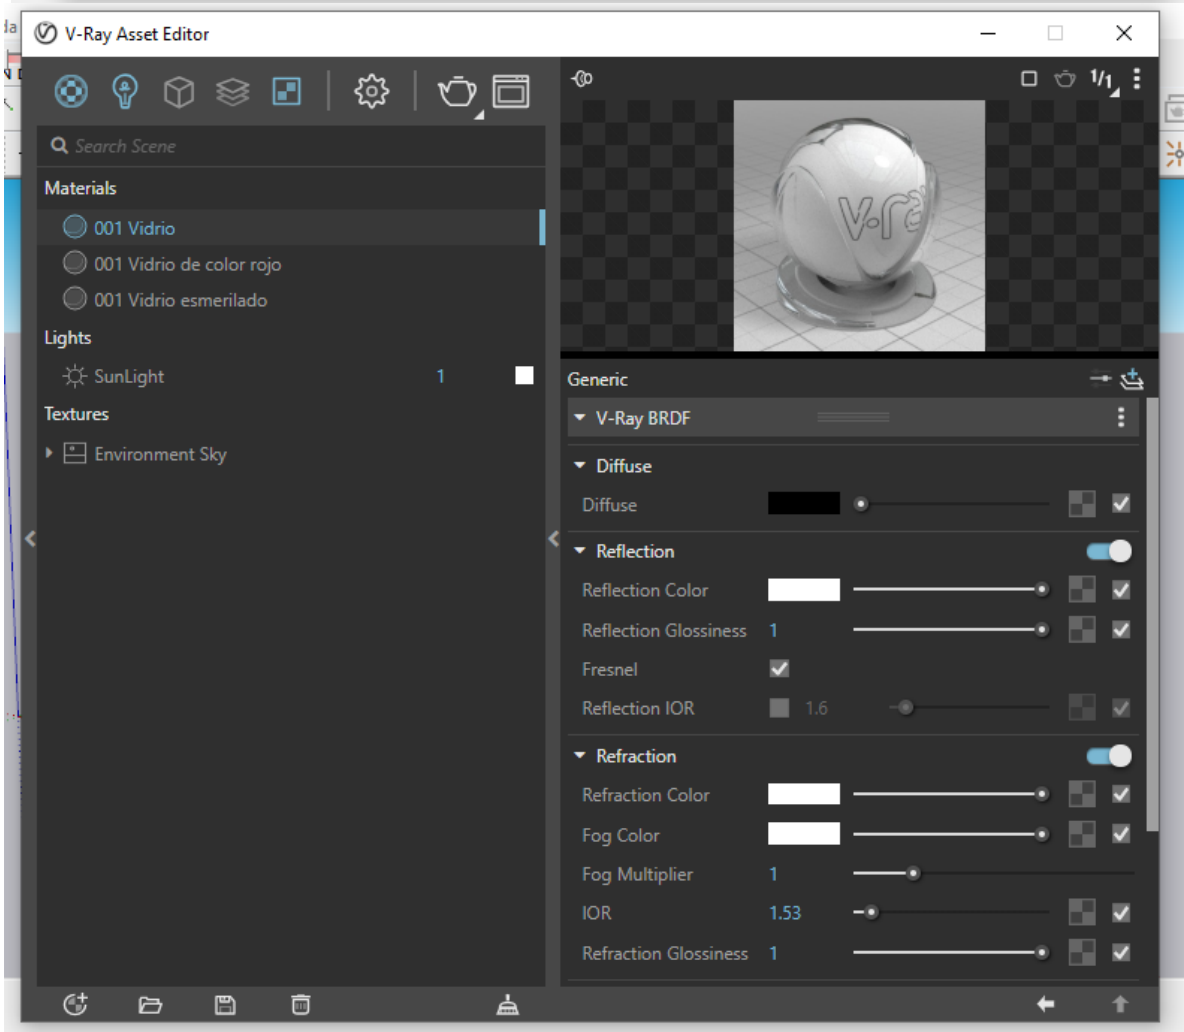 da
V-Ray Asset Editor
1/1
Search Scene
Materials
001 Vidrio
001 Vidrio de color rojo
001 Vidrio esmerilado
Lights
SunLight 1
Textures
Environment Sky
V-ra
Generic
V-Ray BRDF
Diffuse
Diffuse
Reflection
Reflection Color
Reflection Glossiness 1
Fresnel
Reflection IOR 1.6
Refraction
Refraction Color
Fog Color
Fog Multiplier 1
IOR 1.53
Refraction Glossiness 1